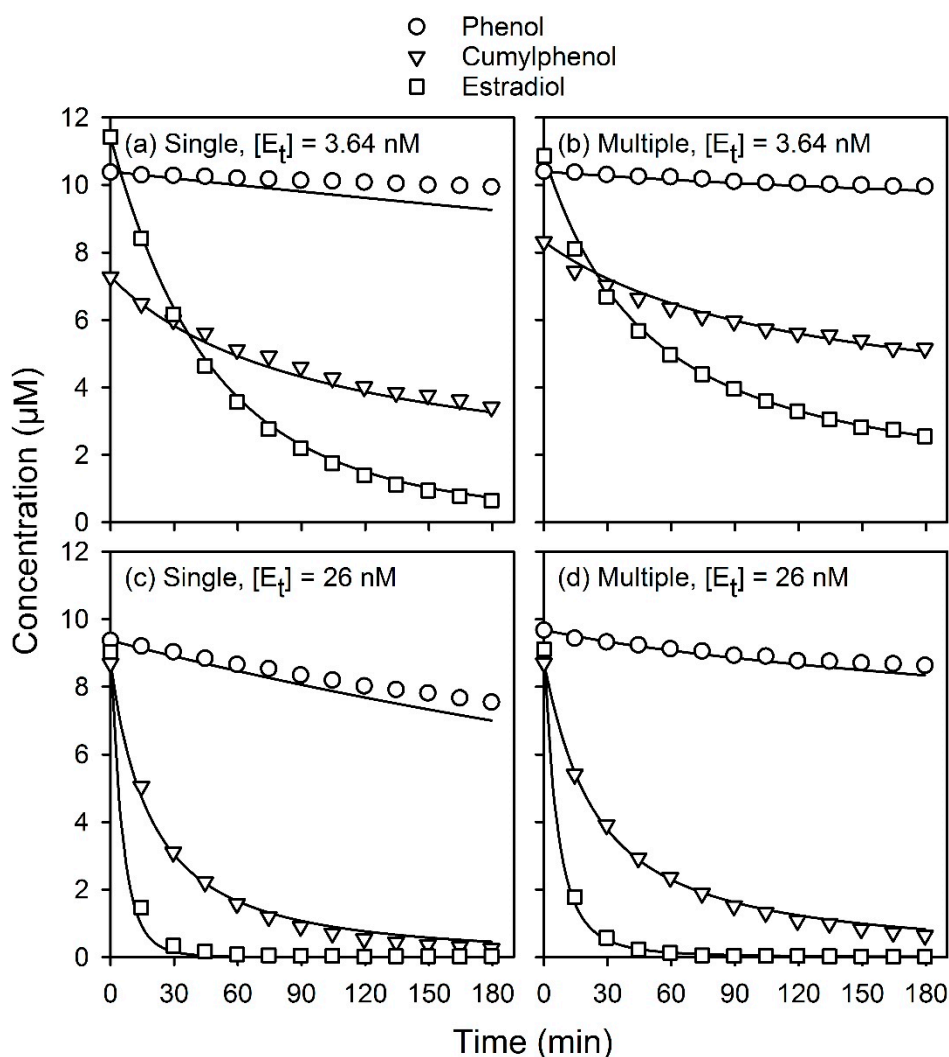 Phenol
Cumylphenol
Estradiol
Concentration (µM)
12
10
8
6
4
2
0
(a) Single, [Et] = 3.64 nM
(b) Multiple, [Et] = 3.64 nM
10
8
6
4
2
0
(c) Single, [Et] = 26 nM
(d) Multiple, [Et] = 26 nM
0 30 60 90 120 150 180
0 30 60 90 120 150 180
Time (min)